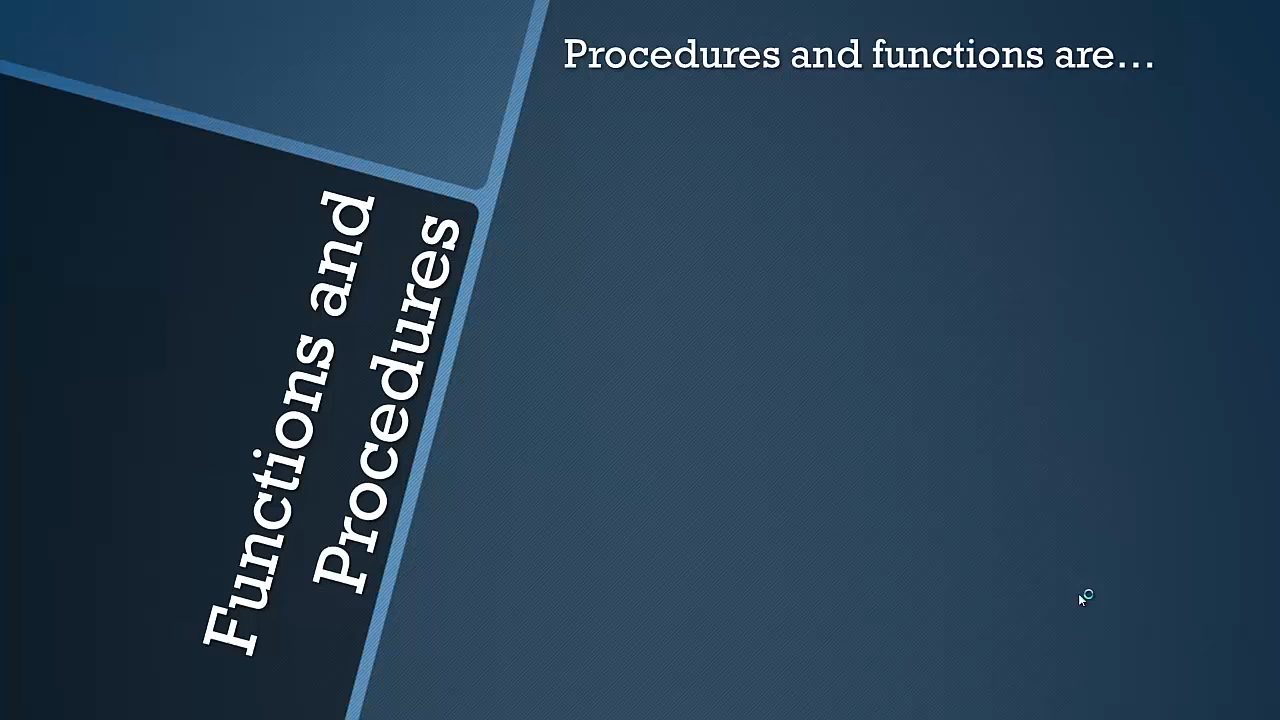 Procedures and functions are…
Functions and
Procedures